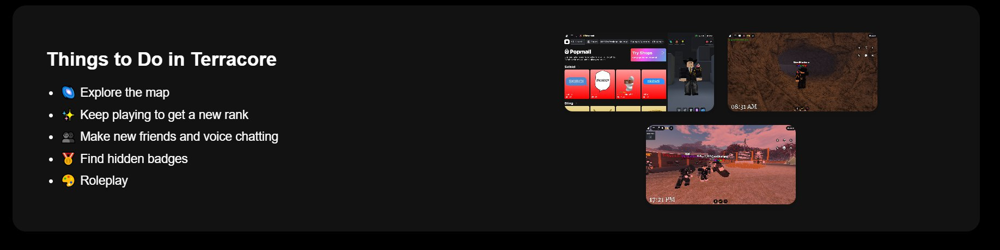 Things to Do in Terracore
Explore the map
Keep playing to get a new rank
Make new friends and voice chatting
Find hidden badges
Roleplay
Popmall
Try Shops
Skibidi
SKIBIDI
SKIBIDI
skibidi
Bling
08:31 AM
17:21 PM